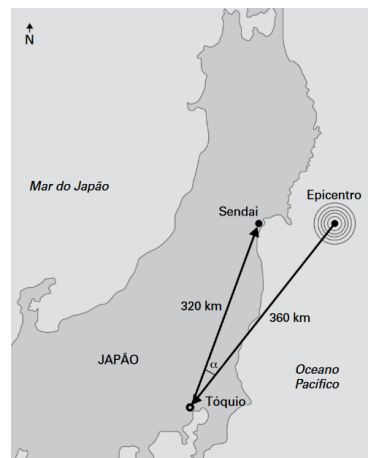 N
Mar do Japão
Sendai
Epicentro
320 km
360 km
JAPÃO
α
Oceano
Pacífico
Tóquio